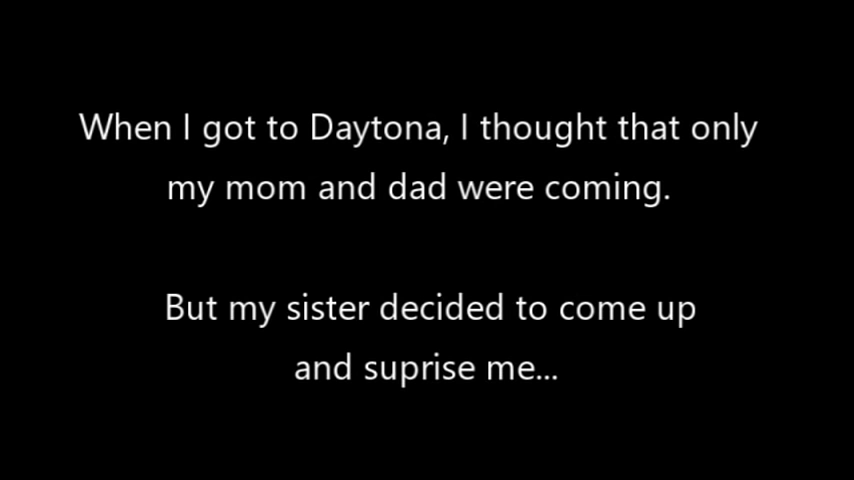 When I got to Daytona, I thought that only
my mom and dad were coming.
But my sister decided to come up
and suprise me...